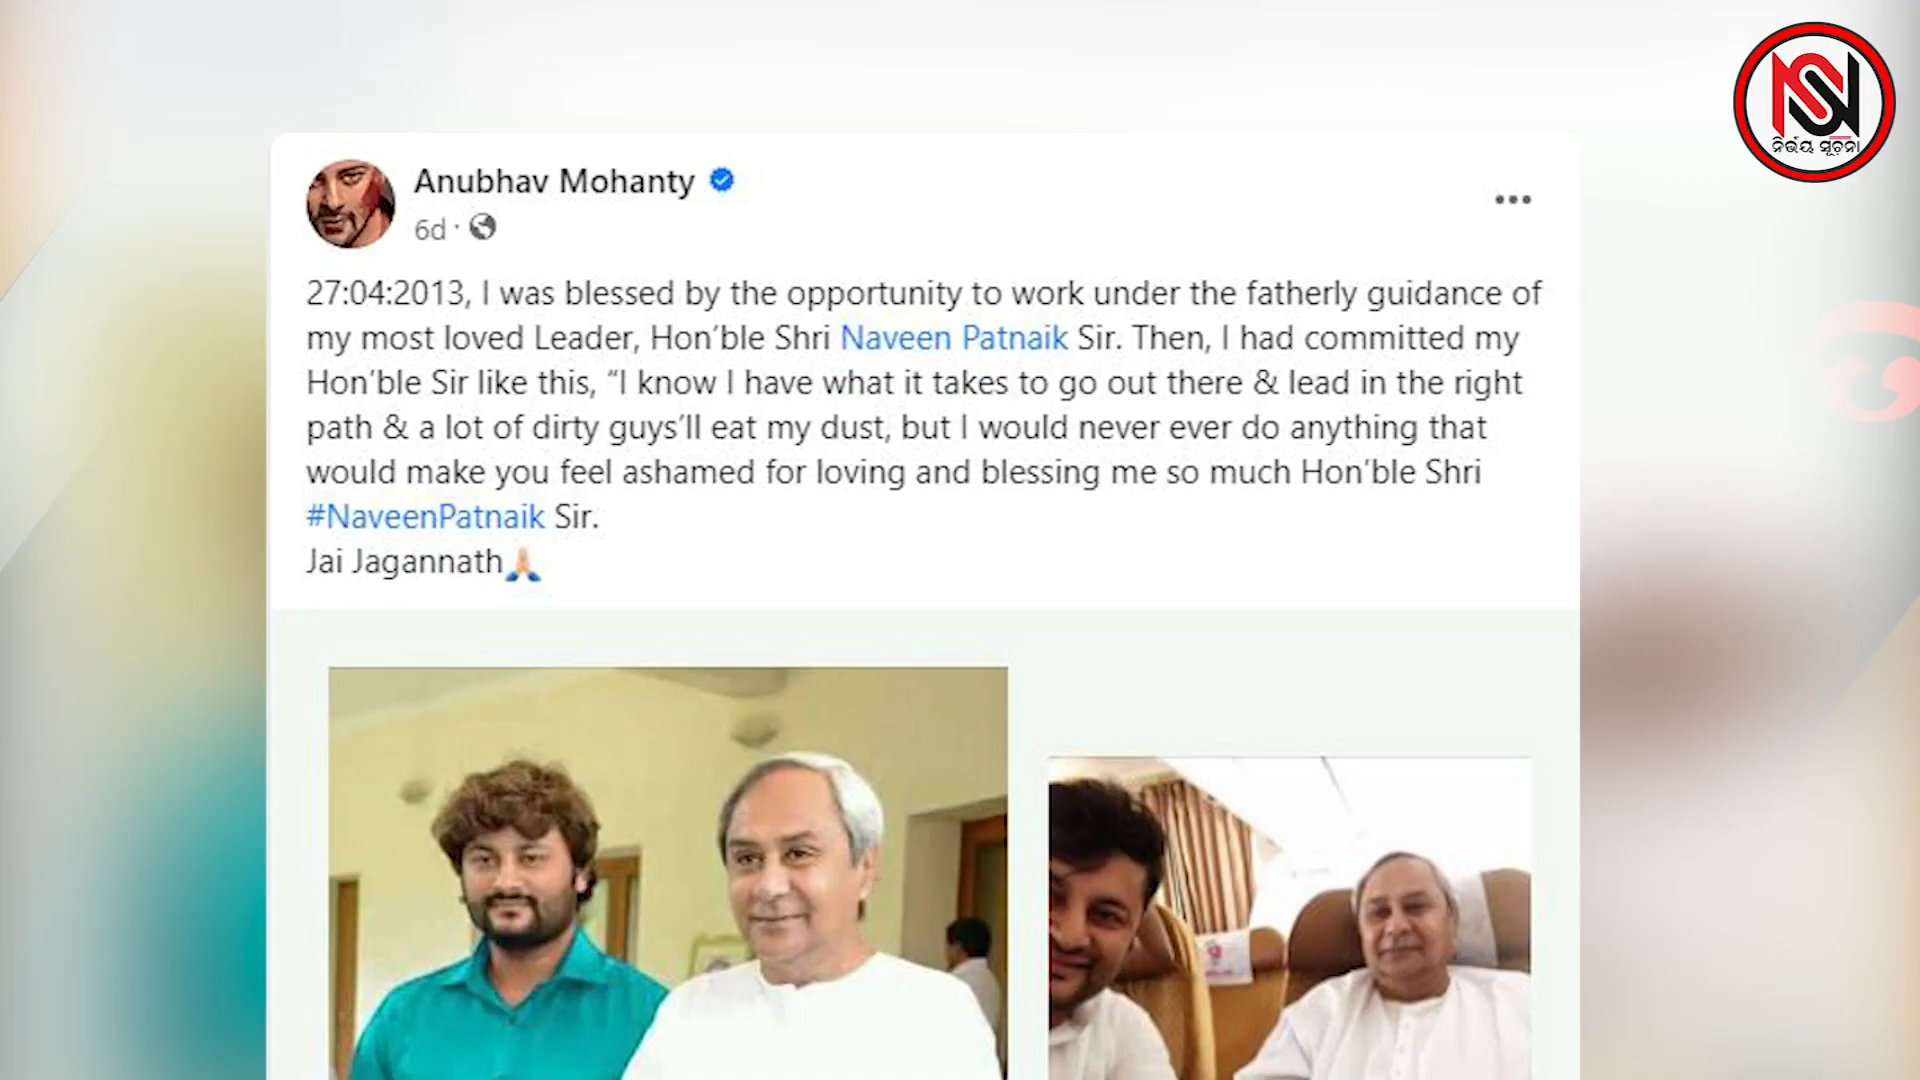 ନିର୍ଭୟ ସୂଚନା
Anubhav Mohanty
6d ·
27:04:2013, I was blessed by the opportunity to work under the fatherly guidance of
my most loved Leader, Hon’ble Shri Naveen Patnaik Sir. Then, I had committed my
Hon’ble Sir like this, “I know I have what it takes to go out there & lead in the right
path & a lot of dirty guys’ll eat my dust, but I would never ever do anything that
would make you feel ashamed for loving and blessing me so much Hon’ble Shri
#NaveenPatnaik Sir.
Jai Jagannath🙏🏻